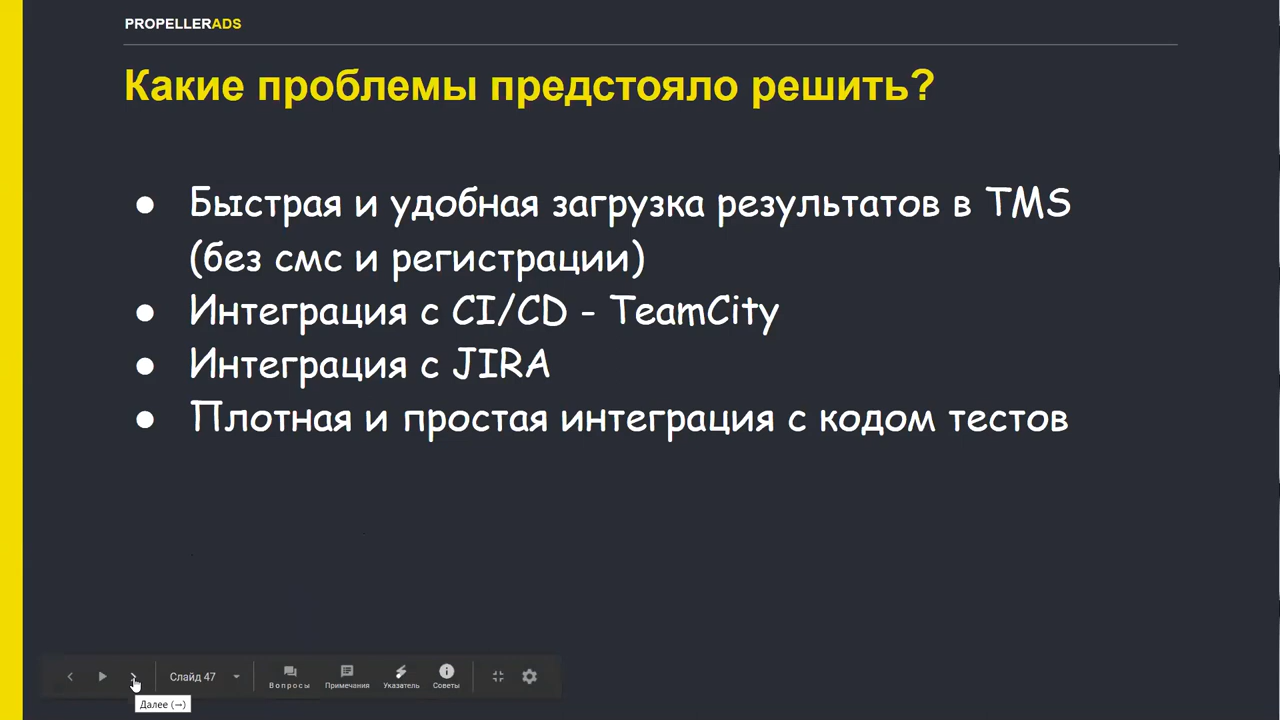 PROPELLERADS
Какие проблемы предстояло решить?
● Быстрая и удобная загрузка результатов в TMS
(без смс и регистрации)
● Интеграция с CI/CD - TeamCity
● Интеграция с JIRA
● Плотная и простая интеграция с кодом тестов
Слайд 47
Вопросы
Примечания
Указатель
Советы
Далее (→)